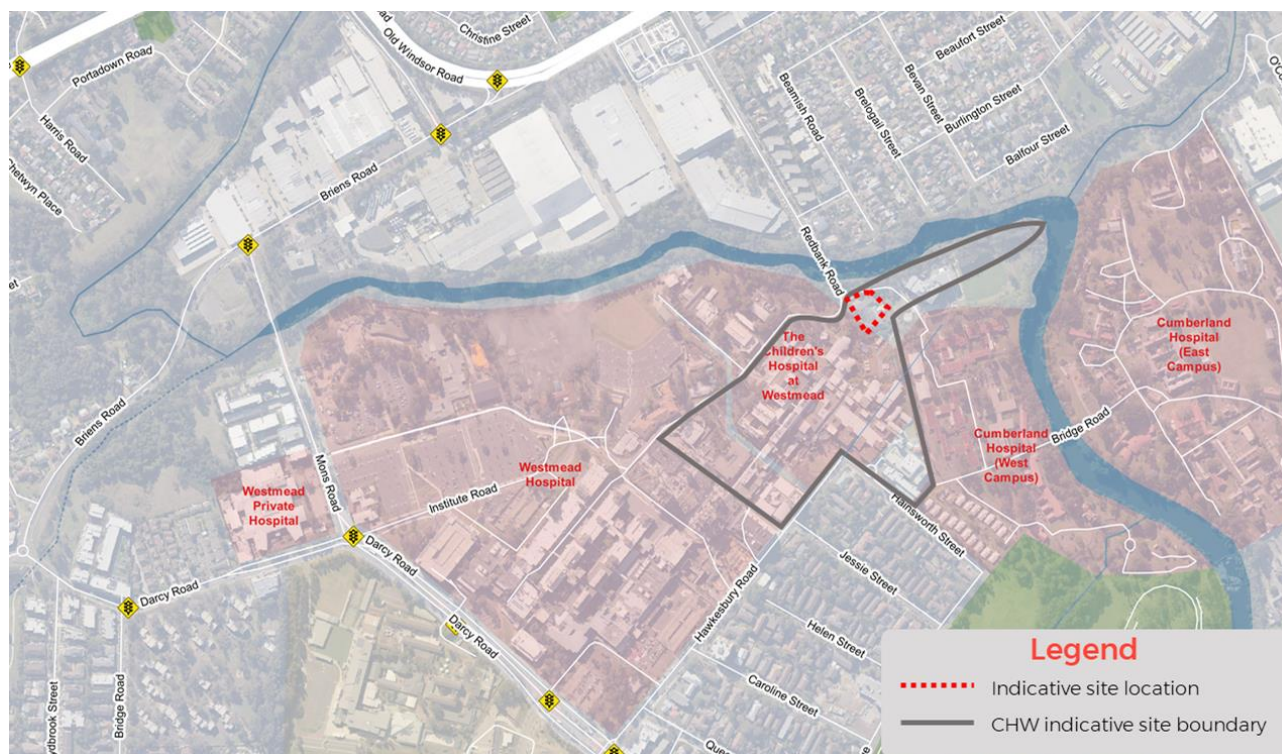 Christine Street
Old Windsor Road
Portadown Road
Harris Road
Chetwyn Place
Briens Road
Beaufort Street
Bevan Street
Burlington Street
Brelogail Street
Beamish Road
Balfour Street
Redbank Road
The
Children's
Hospital
at
Westmead
Cumberland
Hospital
(East
Campus)
Cumberland
Hospital
(West
Campus)
Bridge Road
Briens Road
Mons Road
Westmead
Private
Hospital
Westmead
Hospital
Institute Road
Darcy Road
Darcy Road
Darcy Road
Hawkesbury Road
Hainsworth Street
Jessie Street
Helen Street
Caroline Street
Bridge Road
Street
Legend
Indicative site location
CHW indicative site boundary